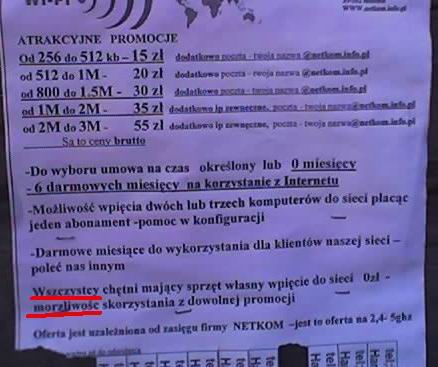 WWW.netkom.info.pl
ATRAKCYJNE PROMOCJE
Od 256 do 512 kb – 15 zł dodatkowo poczta - twoja nazwa @netkom.info.pl
od 512 do 1M - 20 zł dodatkowo poczta - twoja nazwa @netkom.info.pl
od 800 do 1.5M - 30 zł dodatkowo poczta - twoja nazwa@netkom.info.pl
od 1M do 2M - 35 zł dodatkowo ip zewnęczne, poczta - twoja nazwa@netkom.info.pl
od 2M do 3M - 55 zł dodatkowo ip zewnęczne, poczta - twoja nazwa@netkom.info.pl
Są to ceny brutto
-Do wyboru umowa na czas określony lub 0 miesięcy
- 6 darmowych miesięcy na korzystanie z Internetu
-Możliwość wpięcia dwóch lub trzech komputerów do sieci płacąc
jeden abonament -pomoc w konfiguracji
-Darmowe miesiące do wykorzystania dla klientów naszej sieci –
poleć nas innym
Wszczystcy chętni mający sprzęt własny wpięcie do sieci 0zł -
morzliwośc skorzystania z dowolnej promocji
Oferta jest uzależniona od zasięgu firmy NETKOM –jest to oferta na 2,4- 5ghz